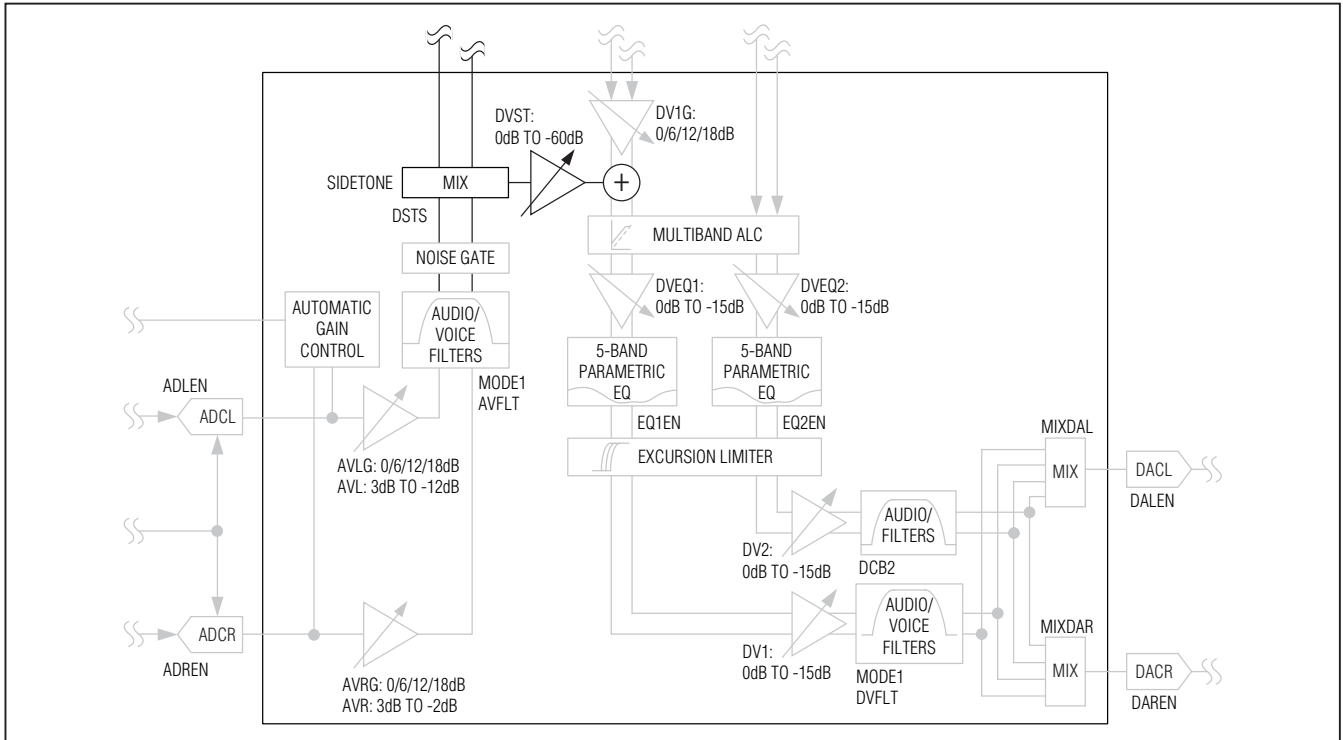 DVST:
0dB TO -60dB
DV1G:
0/6/12/18dB
SIDETONE
MIX
+
DSTS
MULTIBAND ALC
NOISE GATE
DVEQ1:
0dB TO -15dB
DVEQ2:
0dB TO -15dB
AUTOMATIC
GAIN
CONTROL
AUDIO/
VOICE
FILTERS
MODE1
AVFLT
5-BAND
PARAMETRIC
EQ
5-BAND
PARAMETRIC
EQ
EQ1EN
EQ2EN
ADLEN
ADCL
AVLG: 0/6/12/18dB
AVL: 3dB TO -12dB
EXCURSION LIMITER
MIXDAL
MIX
DACL
DALEN
DV2:
0dB TO -15dB
AUDIO/
FILTERS
DCB2
ADCR
ADREN
AVRG: 0/6/12/18dB
AVR: 3dB TO -2dB
DV1:
0dB TO -15dB
AUDIO/
VOICE
FILTERS
MODE1
DVFLT
MIXDAR
MIX
DACR
DAREN